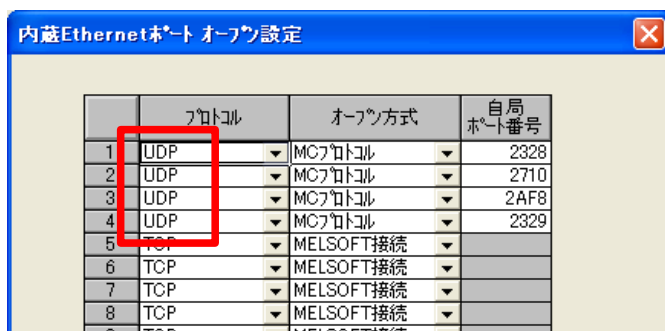 内蔵Ethernetポート オープン設定
プロトコル オープン方式 自局ポート番号
1 UDP MCプロトコル 2328
2 UDP MCプロトコル 2710
3 UDP MCプロトコル 2AF8
4 UDP MCプロトコル 2329
5 TCP MELSOFT接続
6 TCP MELSOFT接続
7 TCP MELSOFT接続
8 TCP MELSOFT接続